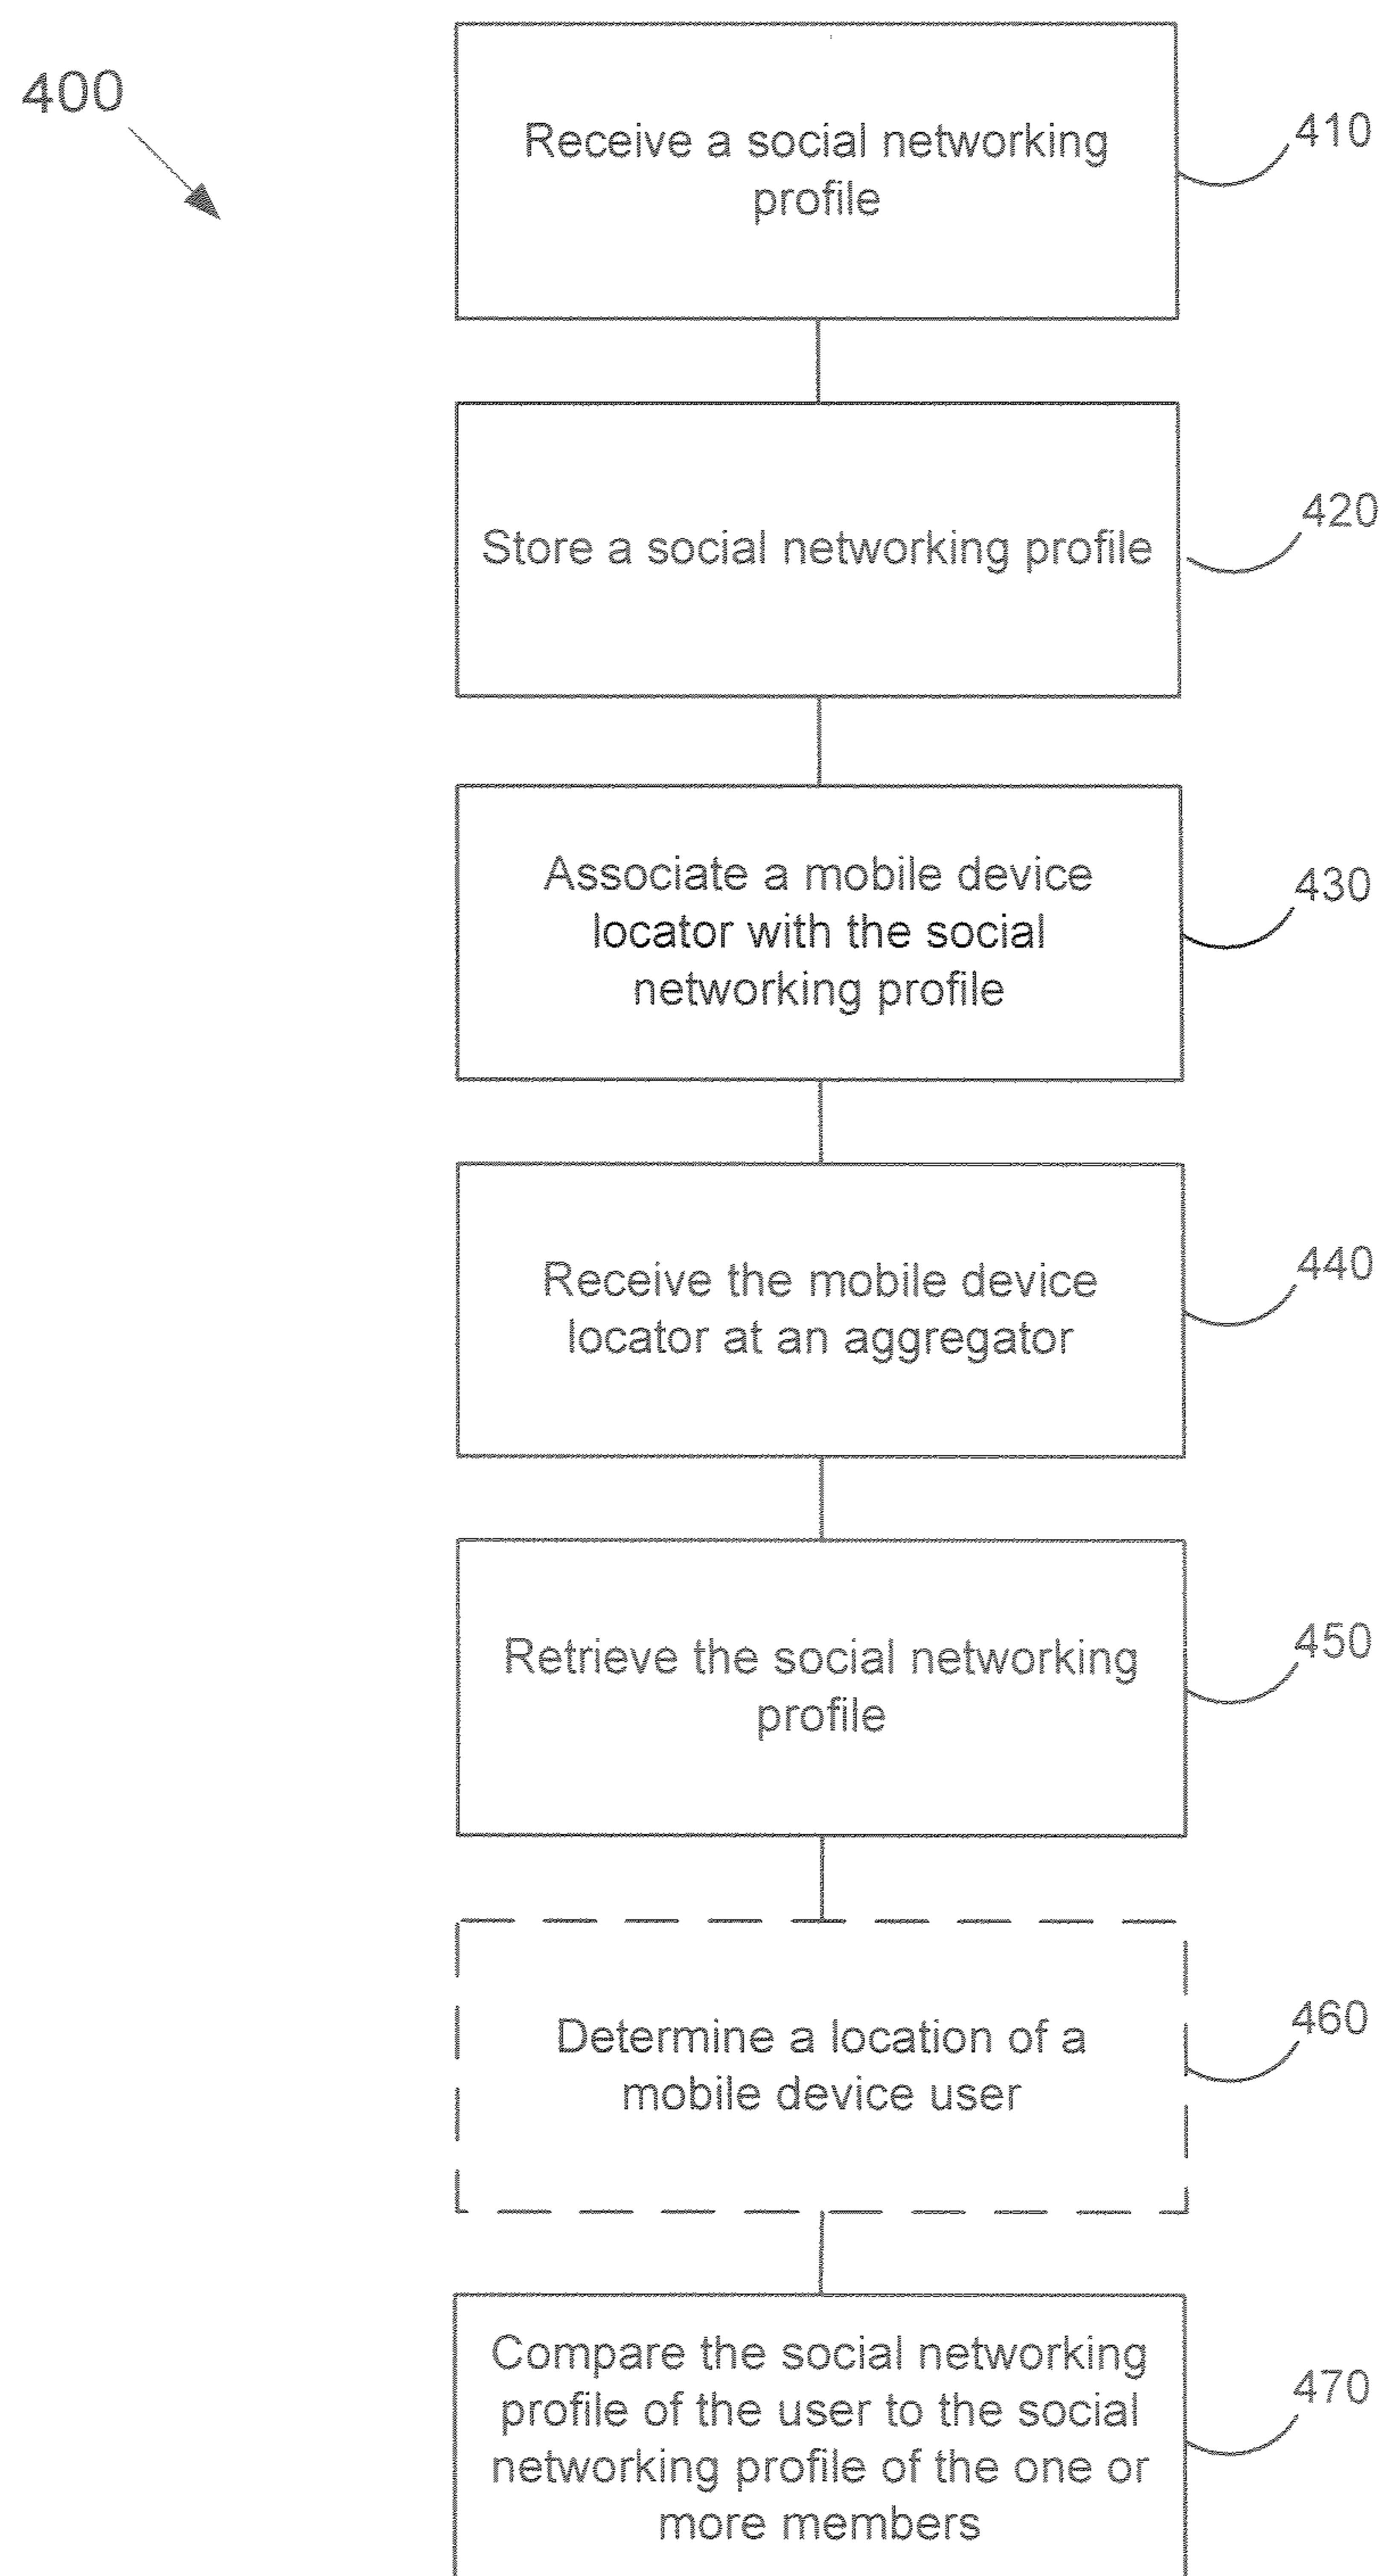 400
Receive a social networking
profile
410
Store a social networking profile
420
Associate a mobile device
locator with the social
networking profile
430
Receive the mobile device
locator at an aggregator
440
Retrieve the social networking
profile
450
Determine a location of a
mobile device user
460
Compare the social networking
profile of the user to the social
networking profile of the one or
more members
470